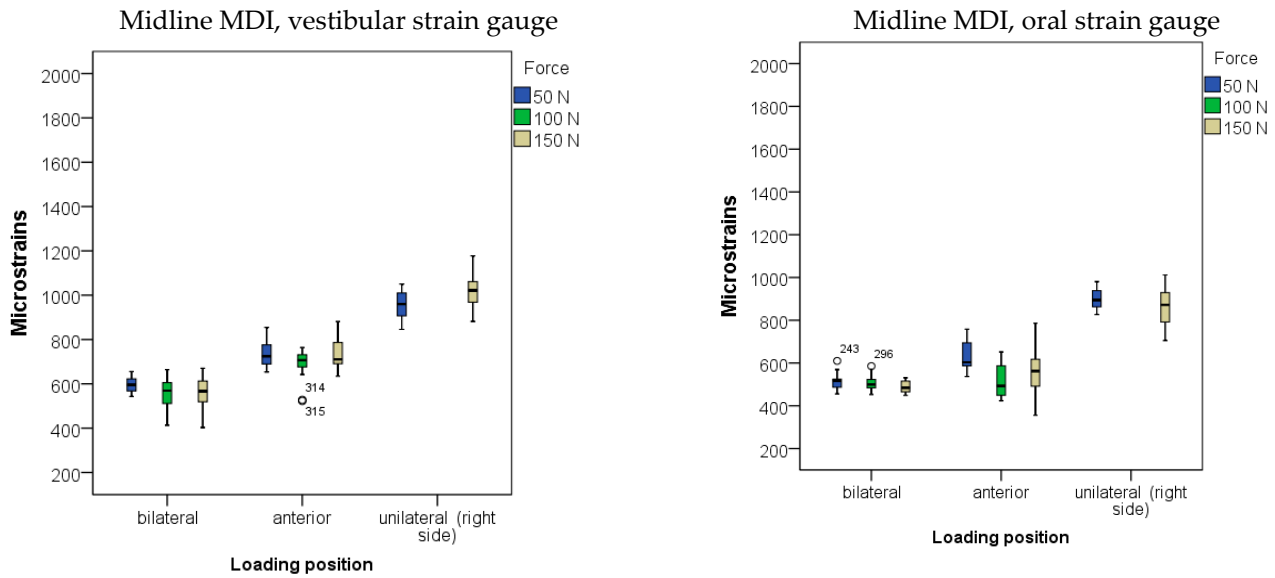 Midline MDI, vestibular strain gauge
Force
50 N
100 N
150 N
Microstrains
2000
1800
1600
1400
1200
1000
800
600
400
200
314
315
bilateral
anterior
unilateral (right
side)
Loading position
Midline MDI, oral strain gauge
Force
50 N
100 N
150 N
Microstrains
2000
1800
1600
1400
1200
1000
800
600
400
200
243
296
bilateral
anterior
unilateral (right
side)
Loading position